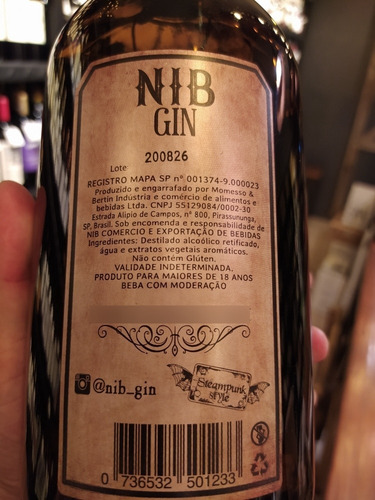 NIB
GIN
Lote 200826
REGISTRO MAPA SP nº 001374-9.000023
Produzido e engarrafado por Momesso &
Bertin Indústria e comércio de alimentos e
bebidas Ltda. CNPJ 55129084/0002-30
Estrada Alipio de Campos, nº 800, Pirassununga,
SP, Brasil. Sob encomenda e responsabilidade de
NIB COMERCIO E EXPORTAÇÃO DE BEBIDAS
Ingredientes: Destilado alcoólico retificado,
água e extratos vegetais aromáticos.
Não contém Glúten.
VALIDADE INDETERMINADA.
PRODUTO PARA MAIORES DE 18 ANOS
BEBA COM MODERAÇÃO
@nib_gin
Steampunk
style
0 736532 501233